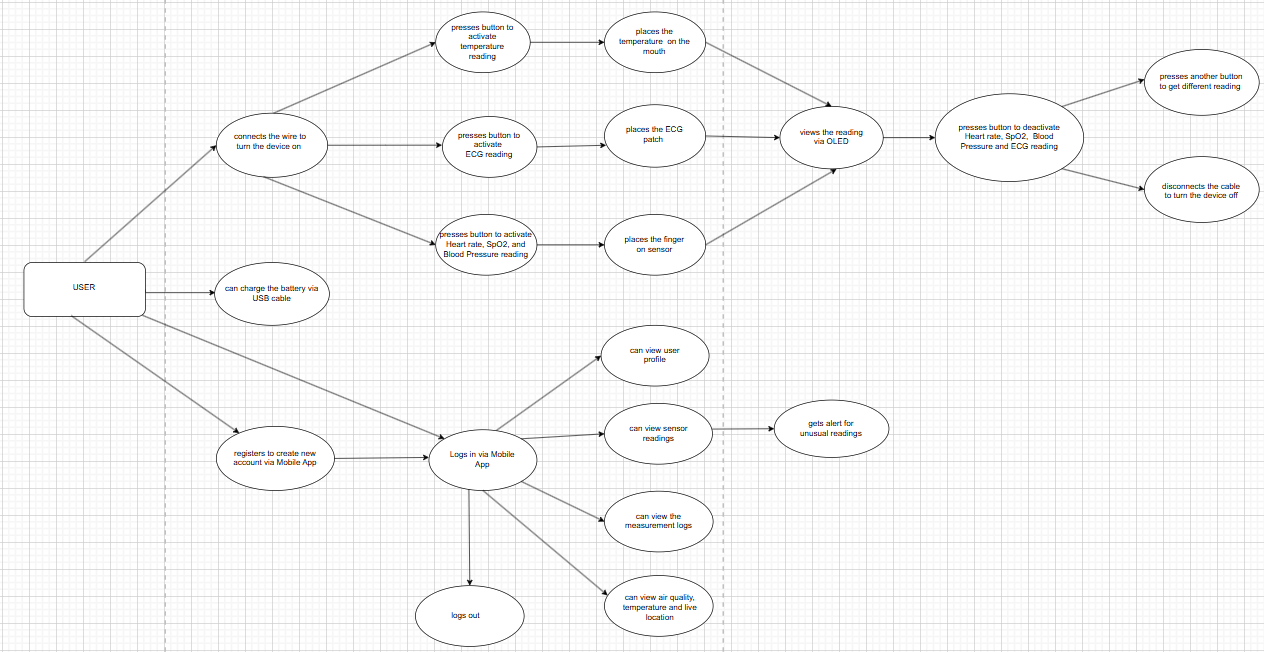 presses button to
activate
temperature
reading
places the
temperature on the
mouth
presses another button
to get different reading
connects the wire to
turn the device on
presses button to
activate
ECG reading
places the ECG
patch
views the reading
via OLED
presses button to deactivate
Heart rate, SpO2, Blood
Pressure and ECG reading
disconnects the cable
to turn the device off
presses button to activate
Heart rate, SpO2, and
Blood Pressure reading
places the finger
on sensor
USER
can charge the battery via
USB cable
can view user
profile
can view sensor
readings
gets alert for
unusual readings
registers to create new
account via Mobile App
Logs in via Mobile
App
can view the
measurement logs
can view air quality,
temperature and live
location
logs out